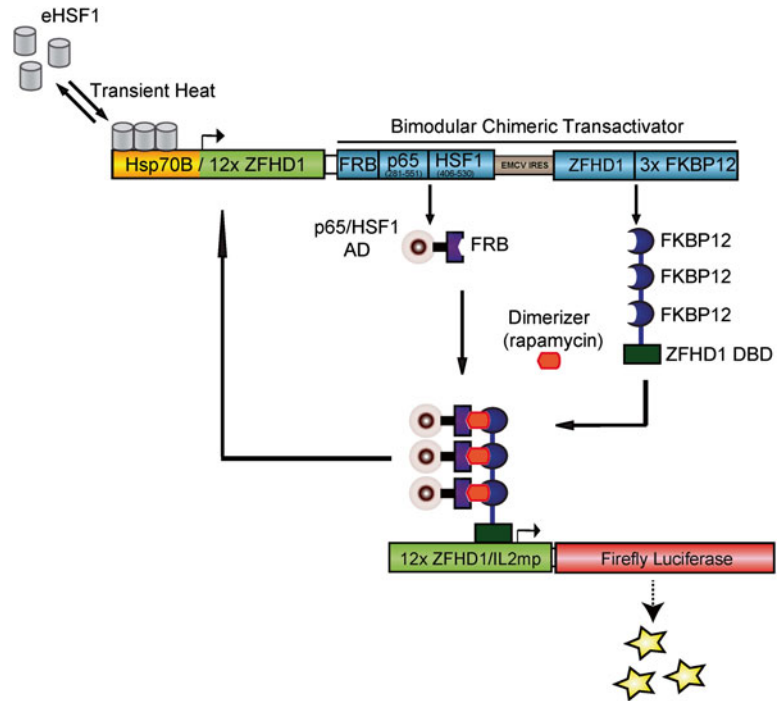 eHSF1
Transient Heat
Bimodular Chimeric Transactivator
Hsp70B / 12x ZFHD1
FRB
p65
(281-551)
HSF1
(406-530)
EMCV IRES
ZFHD1
3x FKBP12
p65/HSF1
AD
FRB
FKBP12
FKBP12
FKBP12
Dimerizer
(rapamycin)
ZFHD1 DBD
12x ZFHD1/IL2mp
Firefly Luciferase